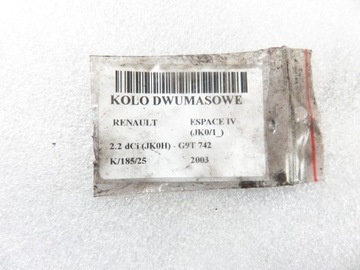 KOLO DWUMASOWE
RENAULT ESPACE IV
(JK0/1_)
2.2 dCi (JK0H) - G9T 742
K/185/25 2003